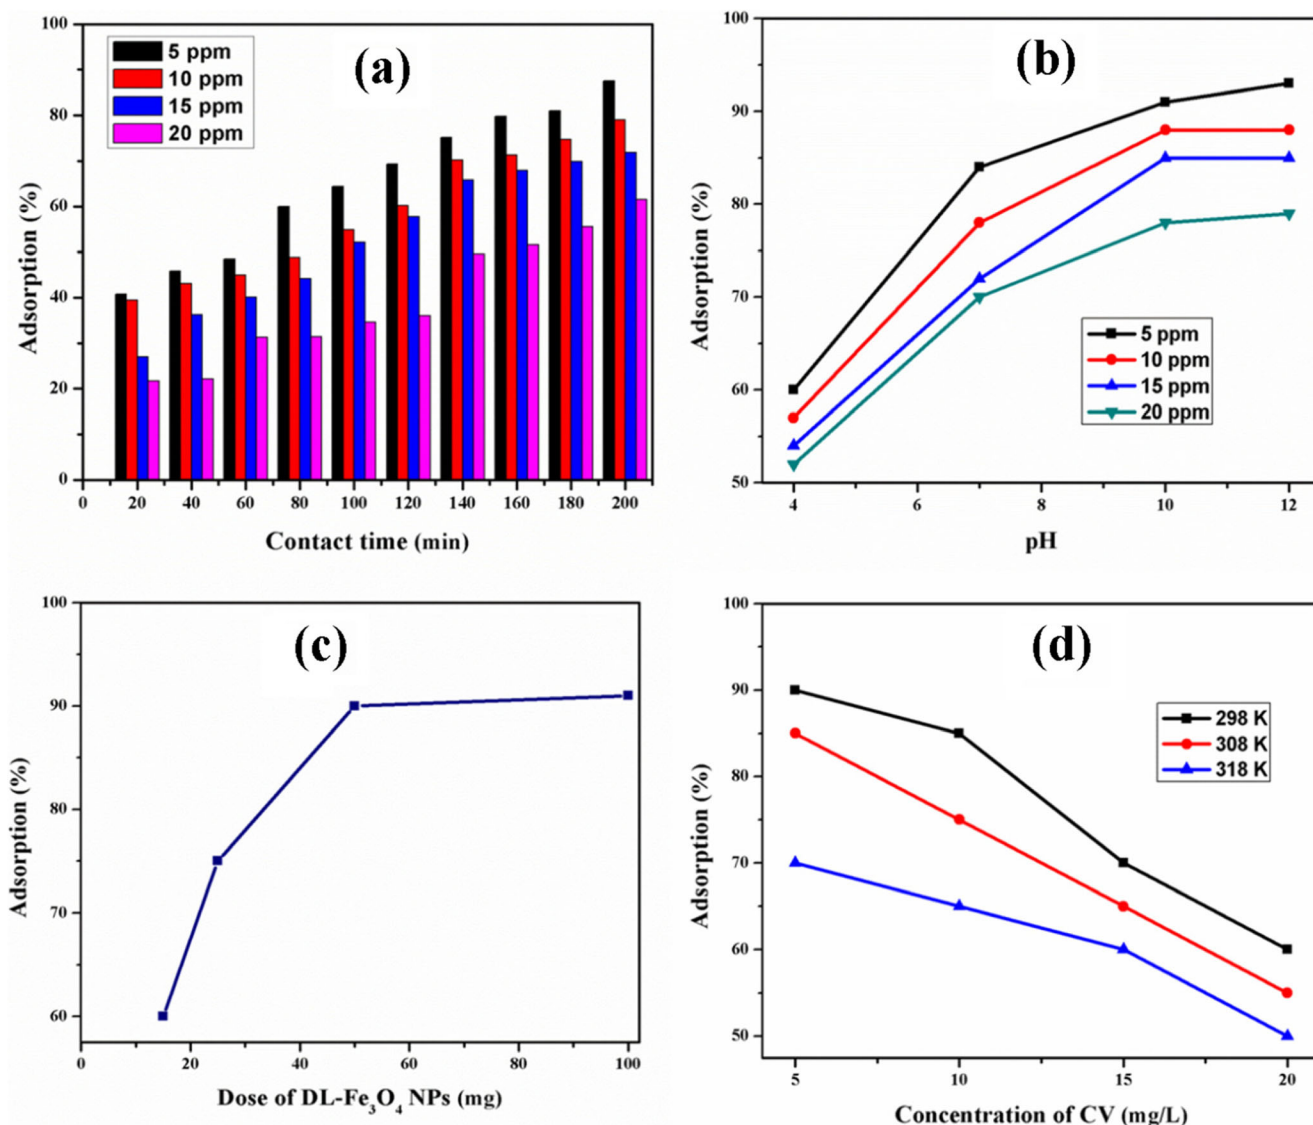 (a)
5 ppm
10 ppm
15 ppm
20 ppm
Adsorption (%)
100
80
60
40
20
0
0 20 40 60 80 100 120 140 160 180 200
Contact time (min)
(b)
Adsorption (%)
100
90
80
70
60
50
5 ppm
10 ppm
15 ppm
20 ppm
4 6 8 10 12
pH
(c)
Adsorption (%)
100
90
80
70
60
0 20 40 60 80 100
Dose of DL-Fe₃O₄ NPs (mg)
(d)
Adsorption (%)
100
90
80
70
60
50
298 K
308 K
318 K
5 10 15 20
Concentration of CV (mg/L)